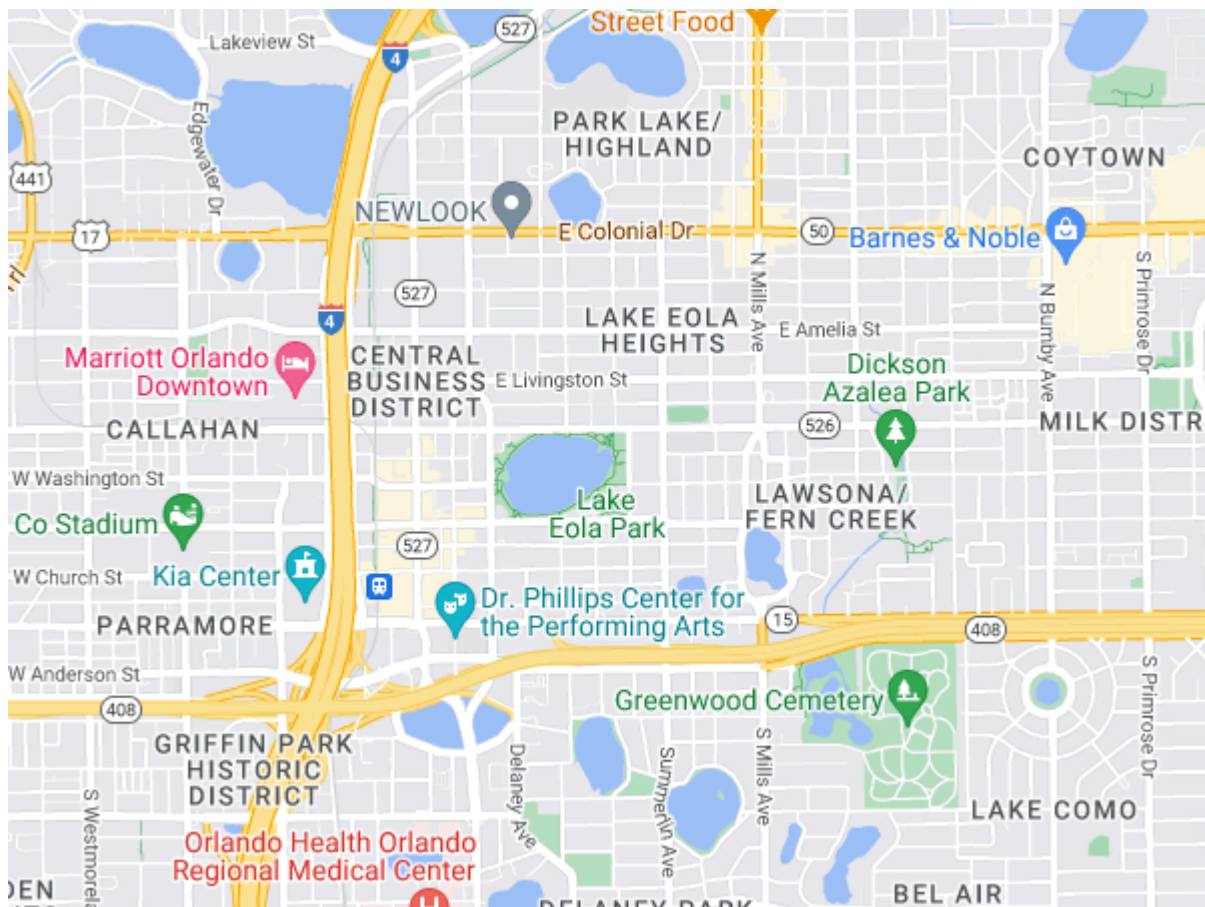 Street Food
527
Lakeview St
4
PARK LAKE/
HIGHLAND
COYTOWN
Edgewater Dr
441
NEWLOOK
17
E Colonial Dr
50
Barnes & Noble
N Mills Ave
S Primrose Dr
527
N Bumby Ave
4
LAKE EOLA
HEIGHTS
E Amelia St
Marriott Orlando
Downtown
CENTRAL
BUSINESS
DISTRICT
E Livingston St
Dickson
Azalea Park
CALLAHAN
526
MILK DISTR
W Washington St
Co Stadium
Lake
Eola Park
LAWSONA/
FERN CREEK
527
W Church St
Kia Center
Dr. Phillips Center for
the Performing Arts
PARRAMORE
15
408
W Anderson St
S Primrose Dr
408
Greenwood Cemetery
GRIFFIN PARK
HISTORIC
DISTRICT
Delaney Ave
Summerlin Ave
S Mills Ave
S Westmorela
LAKE COMO
Orlando Health Orlando
Regional Medical Center
H
DEN
BEL AIR
DELANEY PARK